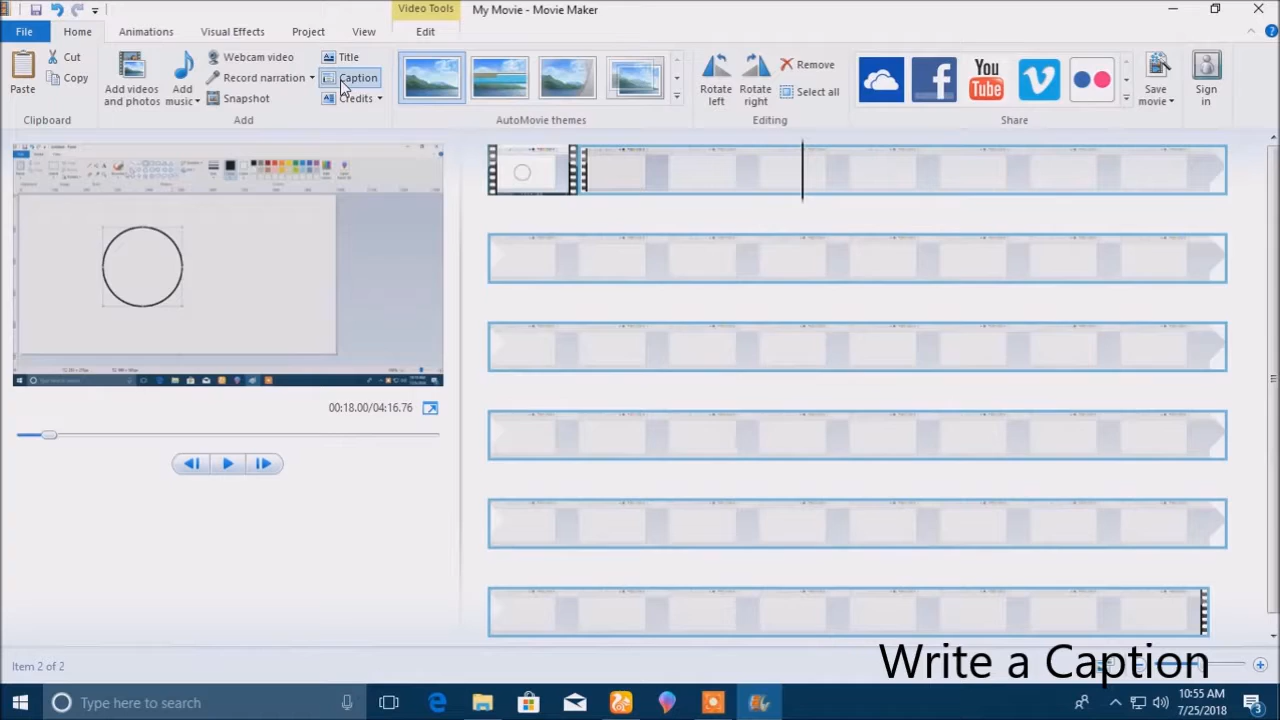 My Movie - Movie Maker
Video Tools
File
Home
Animations
Visual Effects
Project
View
Edit
Paste
Cut
Copy
Clipboard
Add videos
and photos
Add
music
Webcam video
Record narration
Snapshot
Title
Caption
Credits
Add
AutoMovie themes
Rotate
left
Rotate
right
Remove
Select all
Editing
You
Tube
Share
Save
movie
Sign
in
00:18.00/04:16.76
Item 2 of 2
Write a Caption
Type here to search
10:55 AM
7/25/2018
3